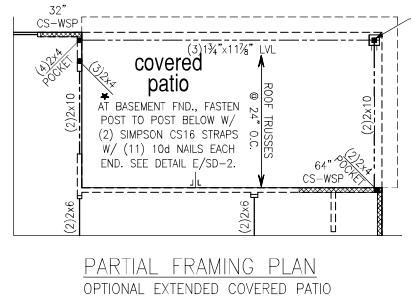 32"
CS-WSP
(3)1¾"x11⅞" LVL
(4)2x4
POCKET
(3)2x4
covered
patio
AT BASEMENT FND., FASTEN
POST TO POST BELOW W/
(2) SIMPSON CS16 STRAPS
W/ (11) 10d NAILS EACH
END. SEE DETAIL E/SD-2.
ROOF TRUSSES
@ 24" O.C.
(2)2x10
(2)2x10
64"
CS-WSP
(2)2x4
POCKET
(2)2x6
(2)2x6
PARTIAL FRAMING PLAN
OPTIONAL EXTENDED COVERED PATIO